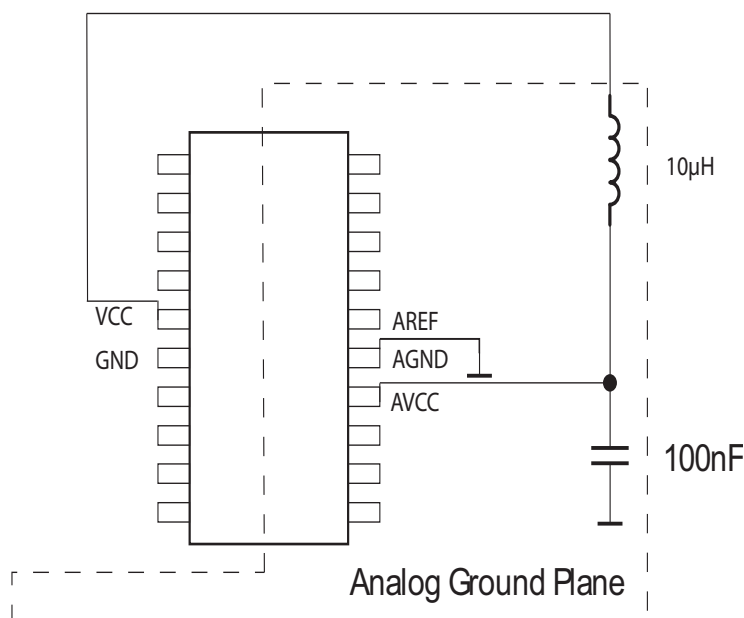 10µH
VCC
AREF
GND
AGND
AVCC
100nF
Analog Ground Plane